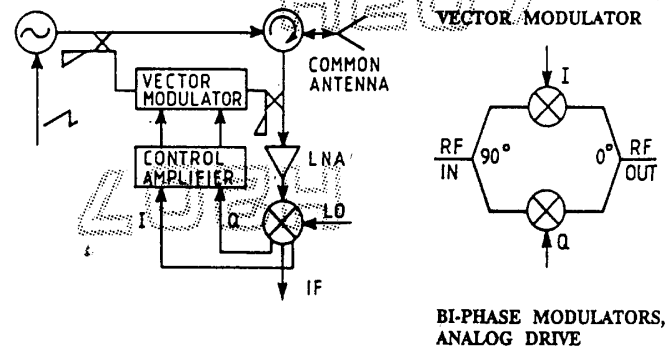 VECTOR MODULATOR
COMMON
ANTENNA
VECTOR
MODULATOR
I
CONTROL
AMPLIFIER
LNA
RF
IN
90°
0°
RF
OUT
I
Q
LO
Q
IF
BI-PHASE MODULATORS,
ANALOG DRIVE